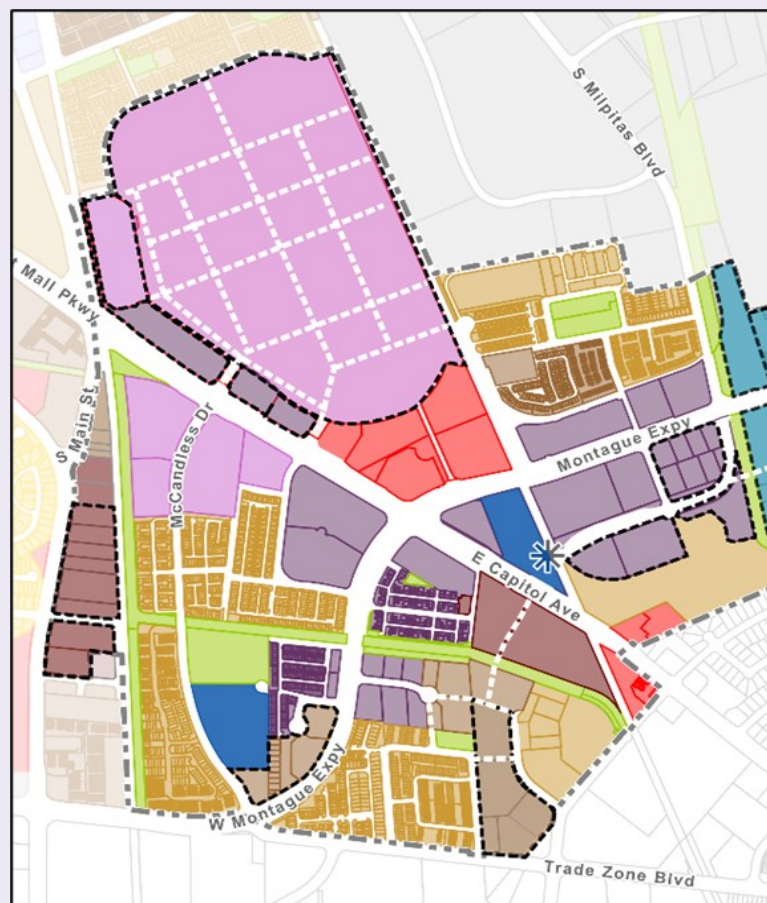 S Milpitas Blvd
t Mall Pkwy
S Main St
McCandless Dr
Montague Expy
E Capitol Ave
W Montague Expy
Trade Zone Blvd